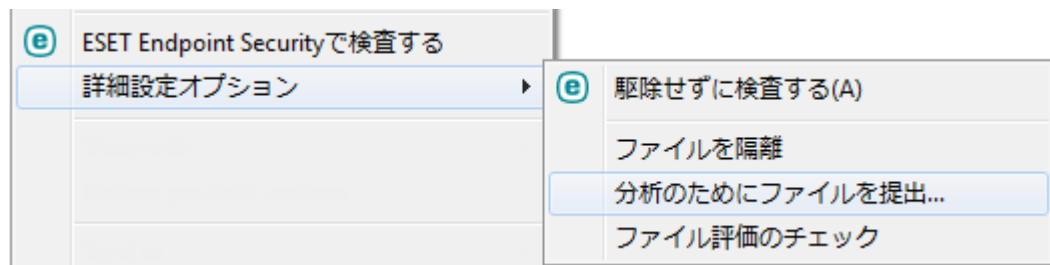 ESET Endpoint Securityで検査する
詳細設定オプション
駆除せずに検査する(A)
ファイルを隔離
分析のためにファイルを提出...
ファイル評価のチェック